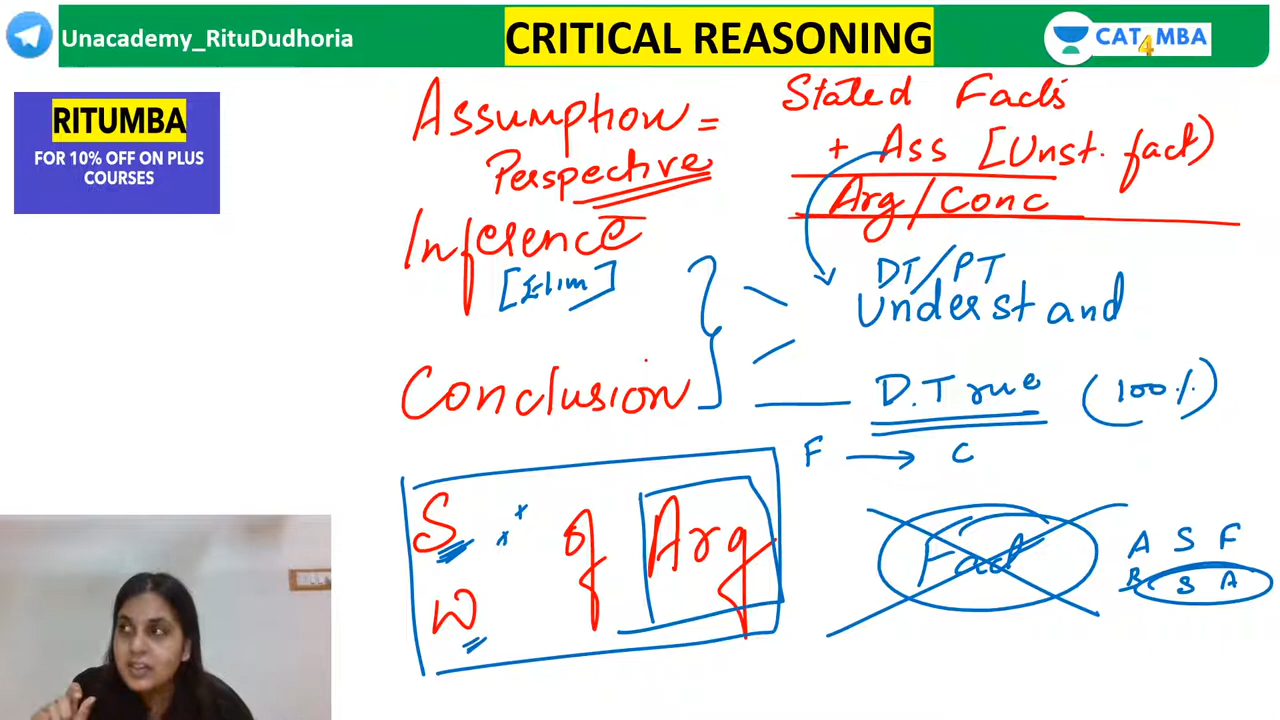 Unacademy_RituDudhoria
CRITICAL REASONING
CAT4MBA
RITUMBA
FOR 10% OFF ON PLUS
COURSES
Assumption =
Perspective
Stated Facts
+ Ass [Unst. fact)
Arg/Conc
Inference
[Elim]
DT/PT
Understand
Conclusion
D.True (100%)
F → C
S
of Arg
W
Fact
A S F
B S A